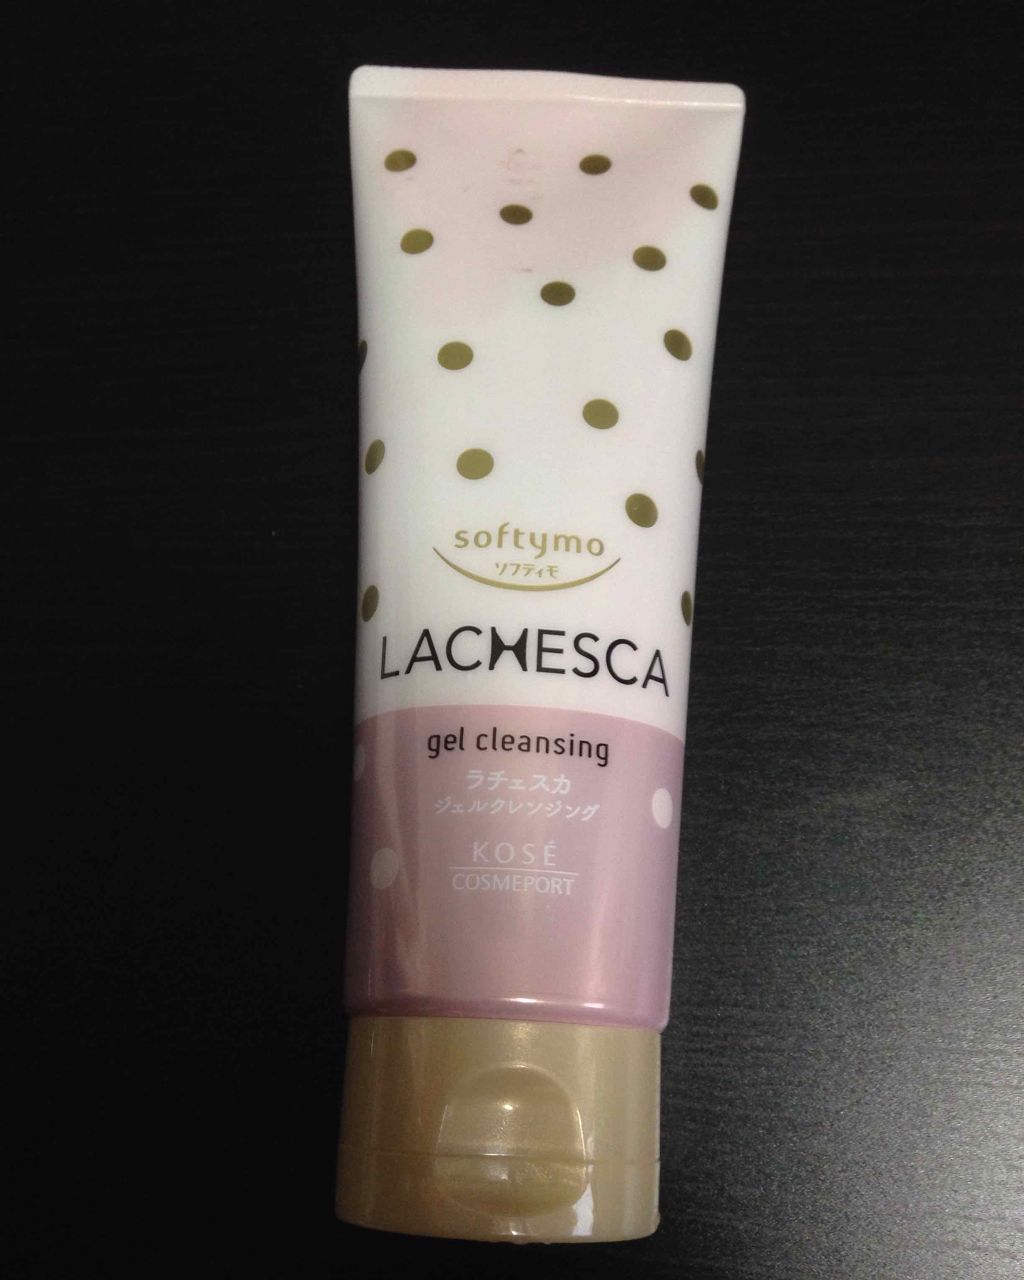 softymo
ソフティモ
LACHESCA
gel cleansing
ラチェスカ
ジェルクレンジング
KOSÉ
COSMEPORT